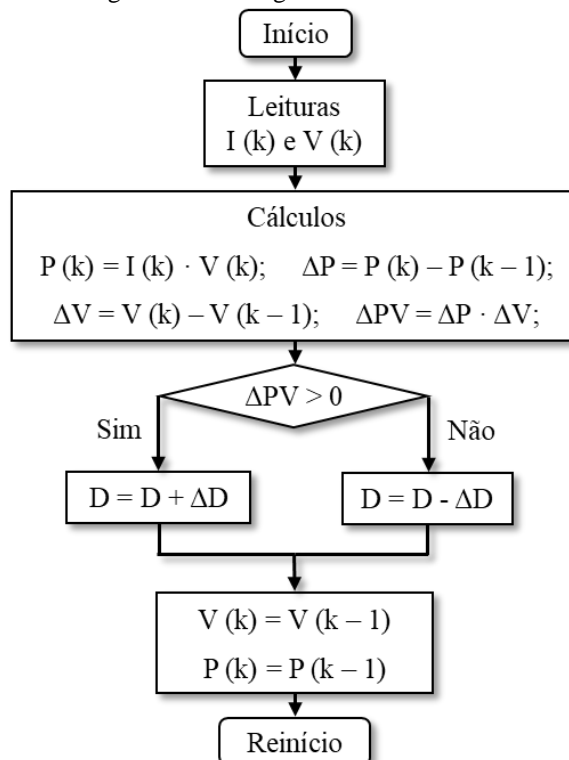 Início
Leituras
I (k) e V (k)
Cálculos
P (k) = I (k) · V (k); ΔP = P (k) – P (k – 1);
ΔV = V (k) – V (k – 1); ΔPV = ΔP · ΔV;
ΔPV > 0
Sim
Não
D = D + ΔD
D = D - ΔD
V (k) = V (k – 1)
P (k) = P (k – 1)
Reinício